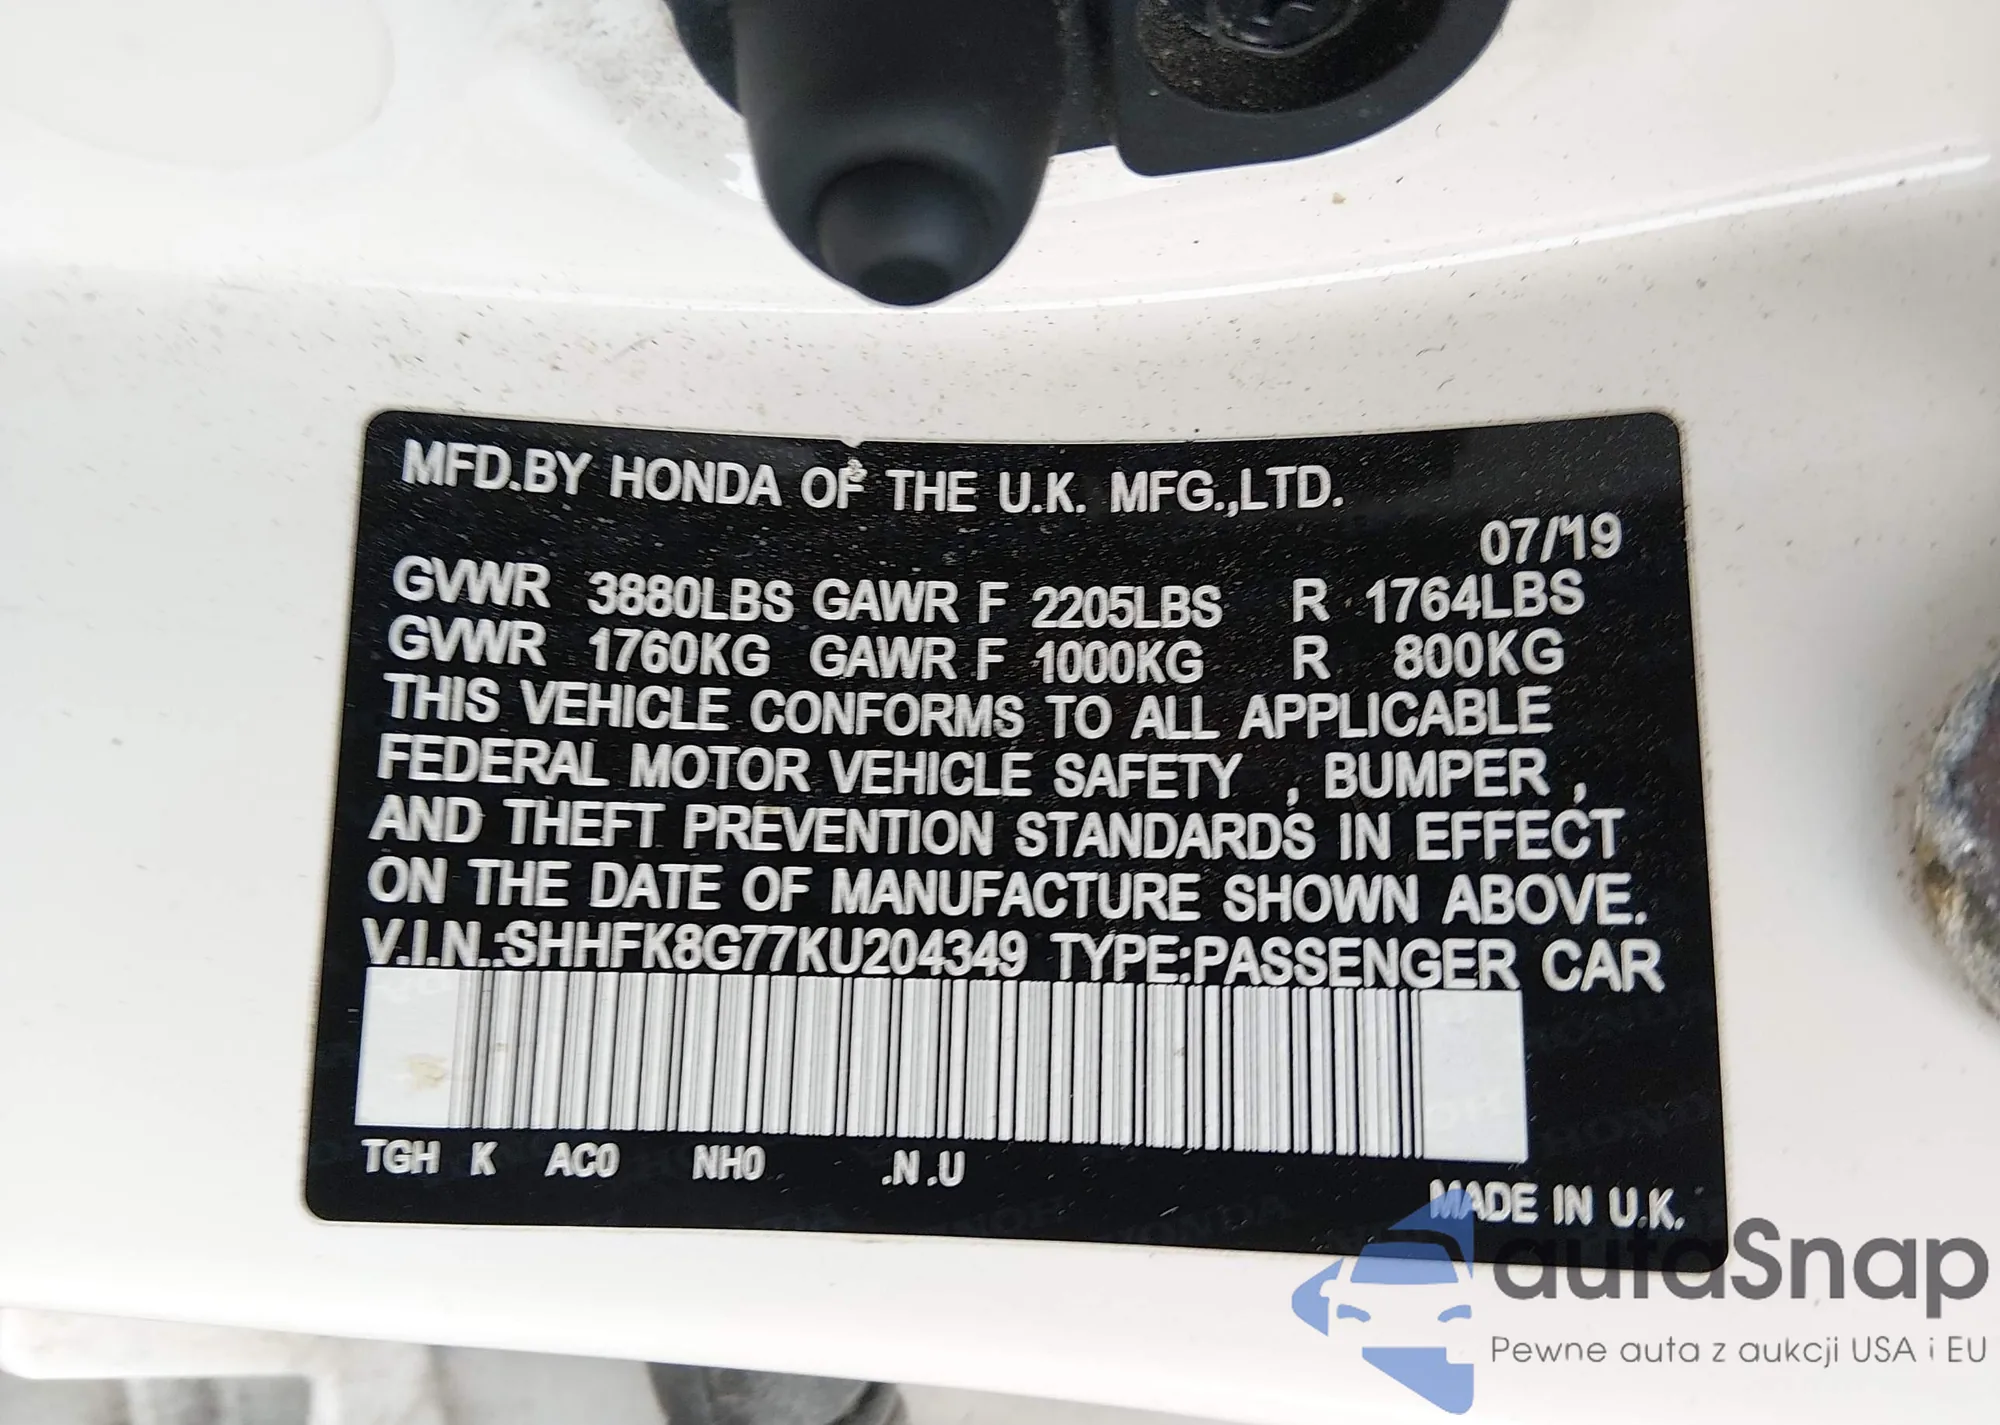 MFD.BY HONDA OF THE U.K. MFG.,LTD.
07/'19
GVWR 3880LBS GAWR F 2205LBS R 1764LBS
GVWR 1760KG GAWR F 1000KG R 800KG
THIS VEHICLE CONFORMS TO ALL APPLICABLE
FEDERAL MOTOR VEHICLE SAFETY , BUMPER ,
AND THEFT PREVENTION STANDARDS IN EFFECT
ON THE DATE OF MANUFACTURE SHOWN ABOVE.
V.I.N.:SHHFK8G77KU204349 TYPE:PASSENGER CAR
TGH K AC0 NH0 .N .U
MADE IN U.K.
autaSnap
Pewne auta z aukcji USA i EU